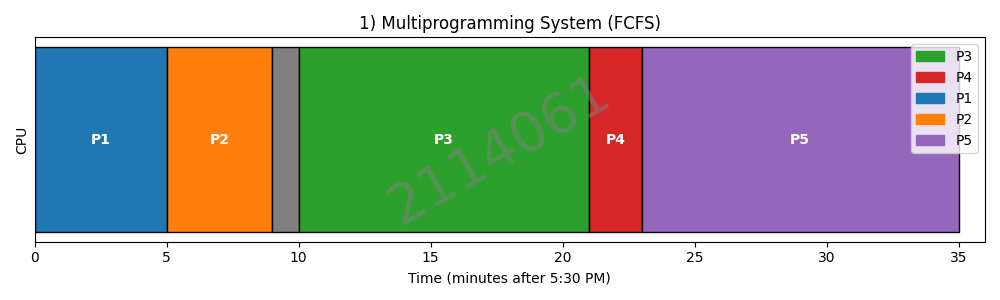 1) Multiprogramming System (FCFS)
CPU
P1 P2 P3 P4 P5
2114061
P3
P4
P1
P2
P5
0 5 10 15 20 25 30 35
Time (minutes after 5:30 PM)